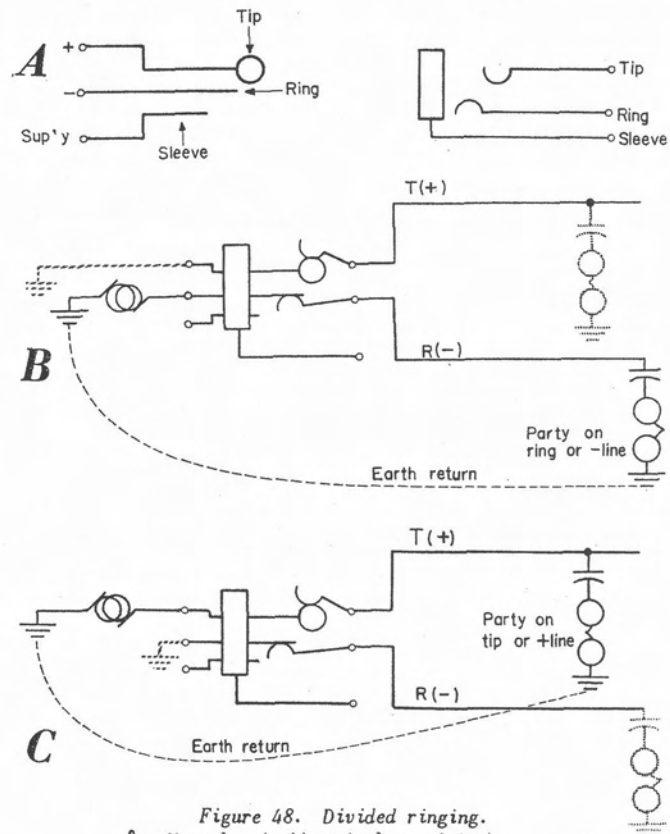 Tip
A
+
−
Ring
Sup'y
Sleeve
Tip
Ring
Sleeve
T(+)
B
R(−)
Party on
ring or −line
Earth return
T(+)
Party on
tip or +line
C
R(−)
Earth return
Figure 48. Divided ringing.